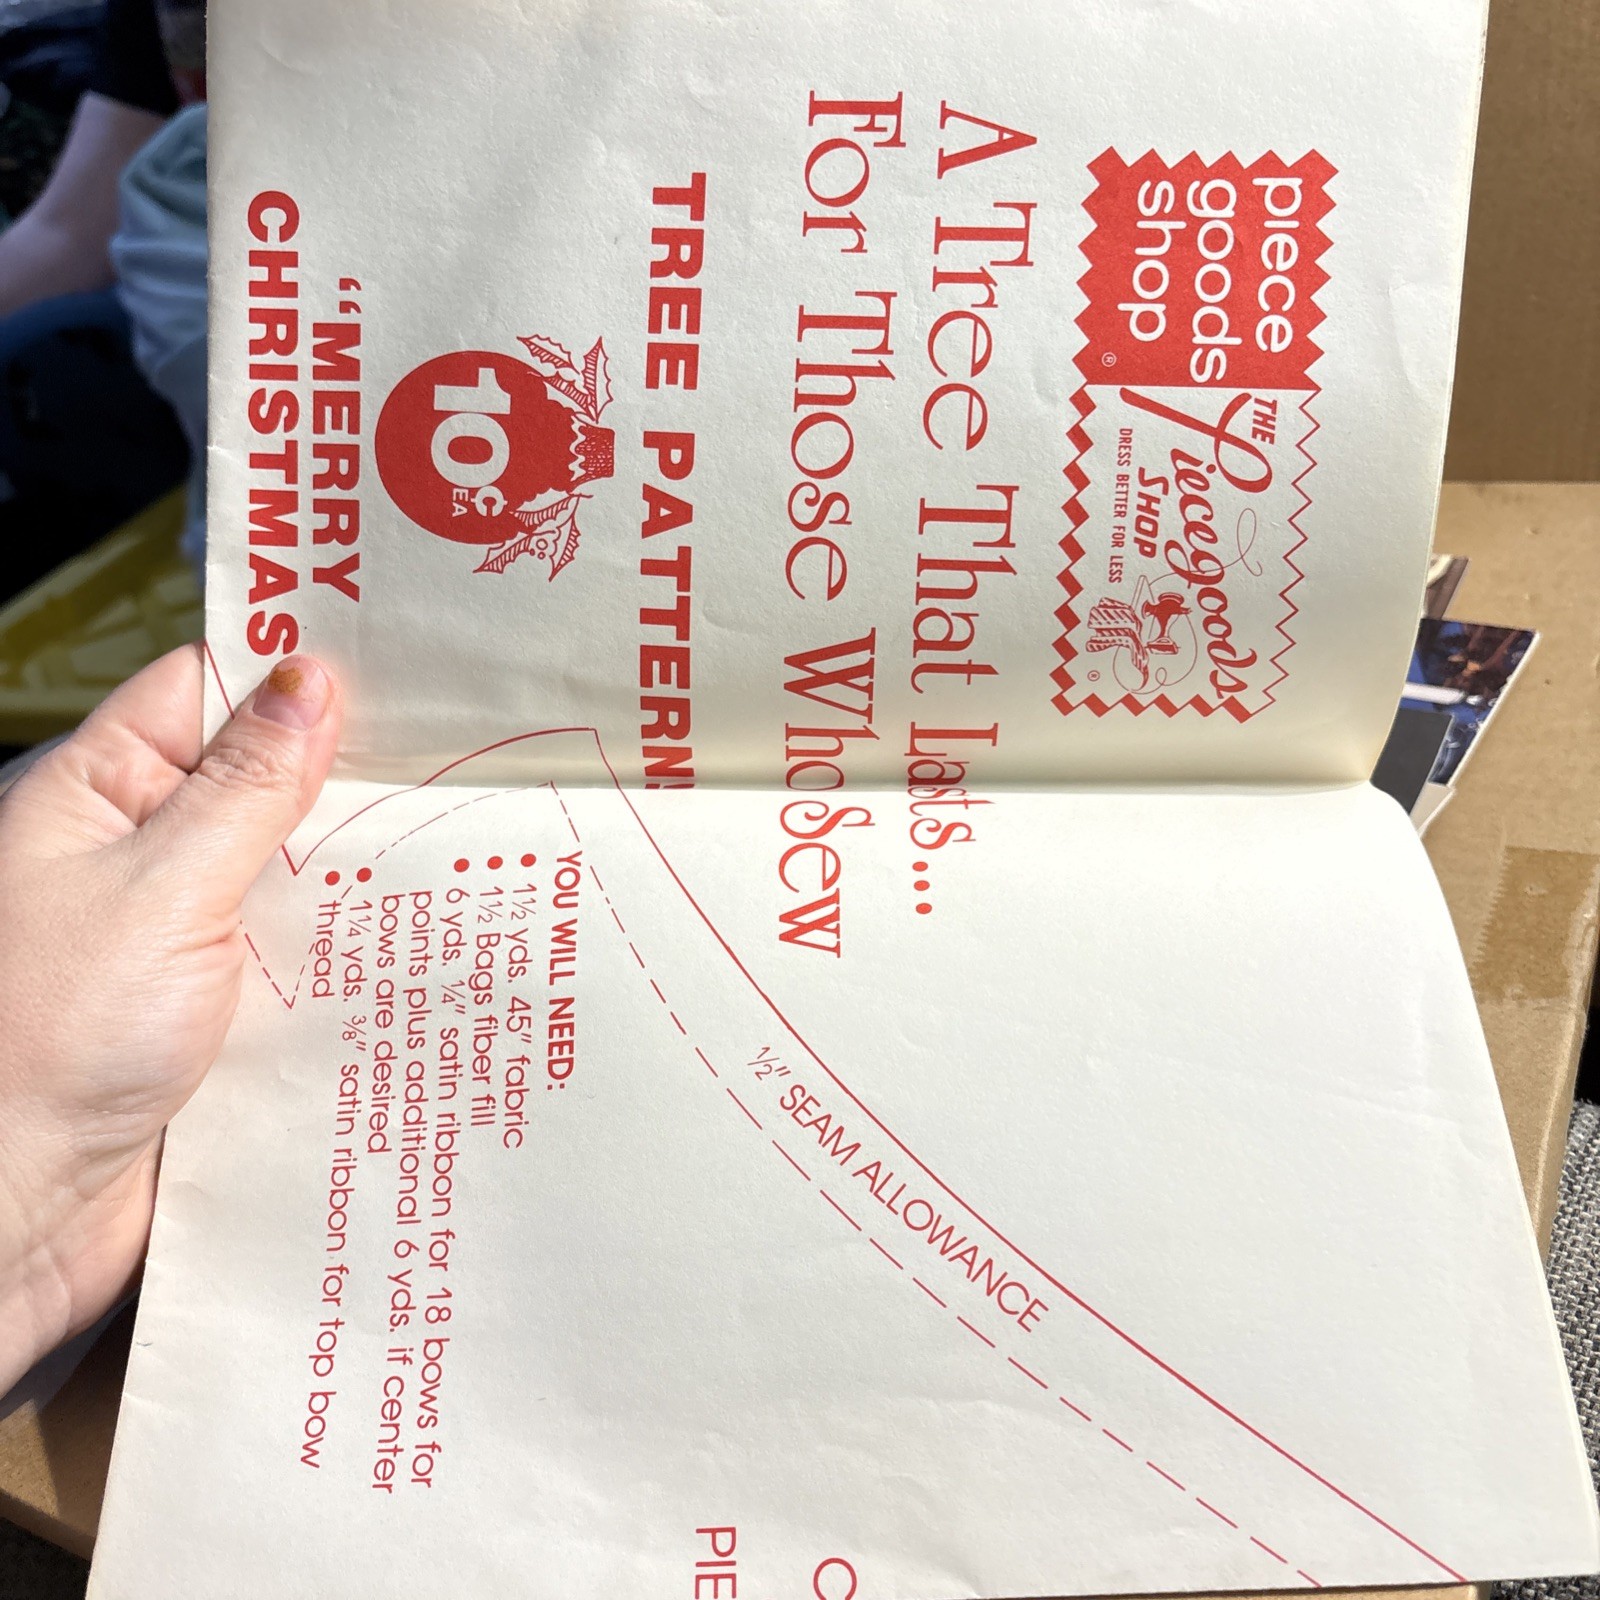 piece
goods
shop
®
THE
Piecegoods
SHOP
DRESS BETTER FOR LESS
®
A Tree That Lasts...
For Those Who Sew
TREE PATTERN!
10¢
EA
"MERRY
CHRISTMAS
YOU WILL NEED:
• 1½ yds. 45" fabric
• 1½ Bags fiber fill
• 6 yds. ¼" satin ribbon for 18 bows for
points plus additional 6 yds. if center
bows are desired
• 1¼ yds. ⅜" satin ribbon for top bow
• thread
½" SEAM ALLOWANCE
C
PIE